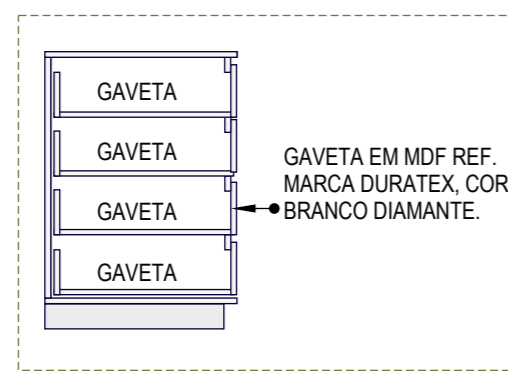 GAVETA
GAVETA
GAVETA
GAVETA
GAVETA EM MDF REF.
MARCA DURATEX, COR
BRANCO DIAMANTE.